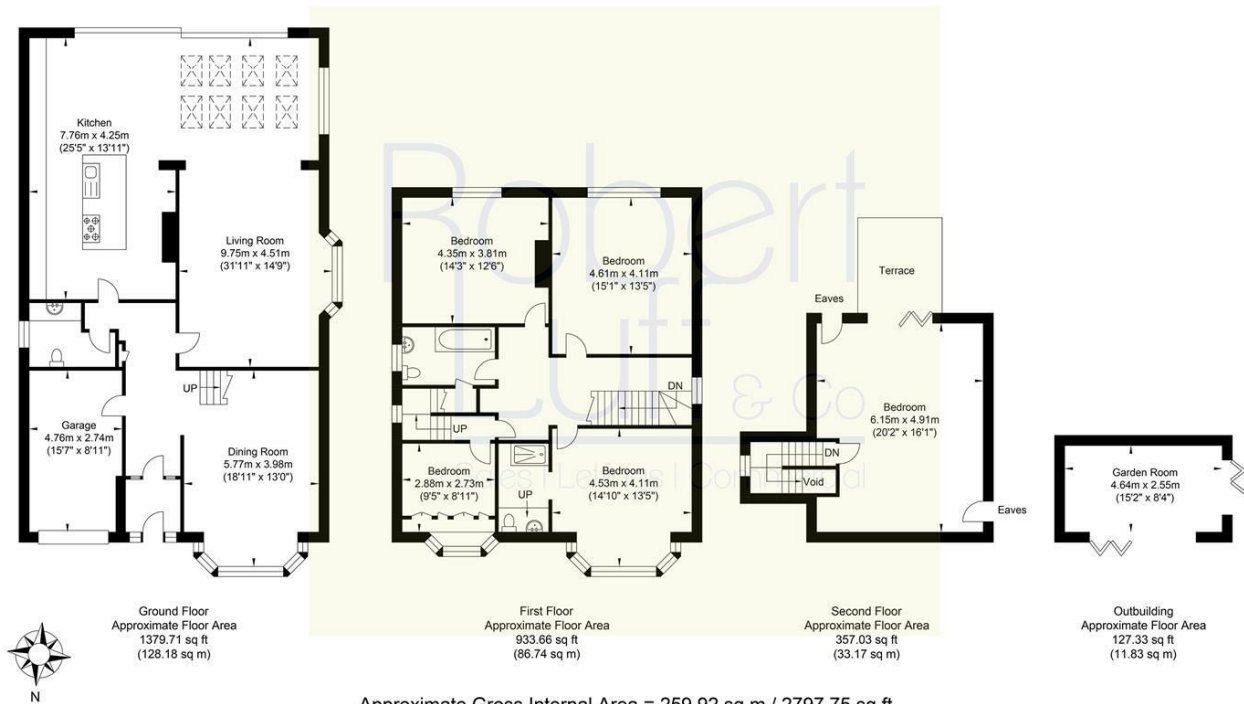 Kitchen
7.76m x 4.25m
(25'5" x 13'11")
Living Room
9.75m x 4.51m
(31'11" x 14'9")
UP
Garage
4.76m x 2.74m
(15'7" x 8'11")
Dining Room
5.77m x 3.98m
(18'11" x 13'0")
Ground Floor
Approximate Floor Area
1379.71 sq ft
(128.18 sq m)
N
Robert
Luff
& Co
Sales | Lettings | Commercial
Bedroom
4.35m x 3.81m
(14'3" x 12'6")
Bedroom
4.61m x 4.11m
(15'1" x 13'5")
DN
UP
Bedroom
2.88m x 2.73m
(9'5" x 8'11")
UP
Bedroom
4.53m x 4.11m
(14'10" x 13'5")
First Floor
Approximate Floor Area
933.66 sq ft
(86.74 sq m)
Terrace
Eaves
Bedroom
6.15m x 4.91m
(20'2" x 16'1")
DN
Void
Eaves
Second Floor
Approximate Floor Area
357.03 sq ft
(33.17 sq m)
Garden Room
4.64m x 2.55m
(15'2" x 8'4")
Outbuilding
Approximate Floor Area
127.33 sq ft
(11.83 sq m)
Approximate Gross Internal Area = 259.92 sq m / 2797.75 sq ft